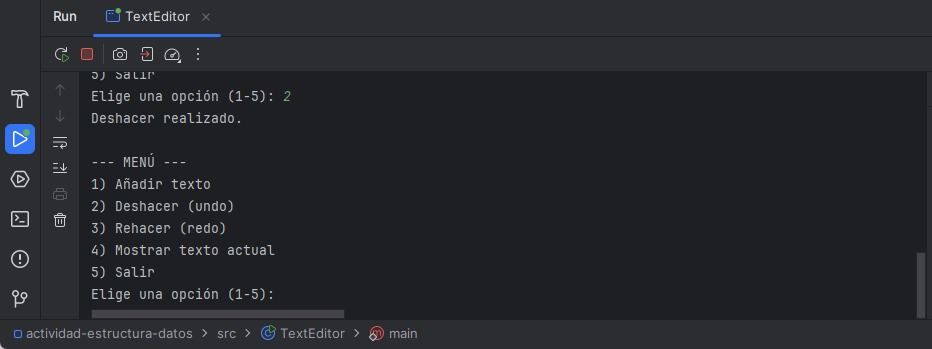 Run TextEditor
5) Salir
Elige una opción (1-5): 2
Deshacer realizado.
--- MENÚ ---
1) Añadir texto
2) Deshacer (undo)
3) Rehacer (redo)
4) Mostrar texto actual
5) Salir
Elige una opción (1-5):
actividad-estructura-datos > src > TextEditor > main